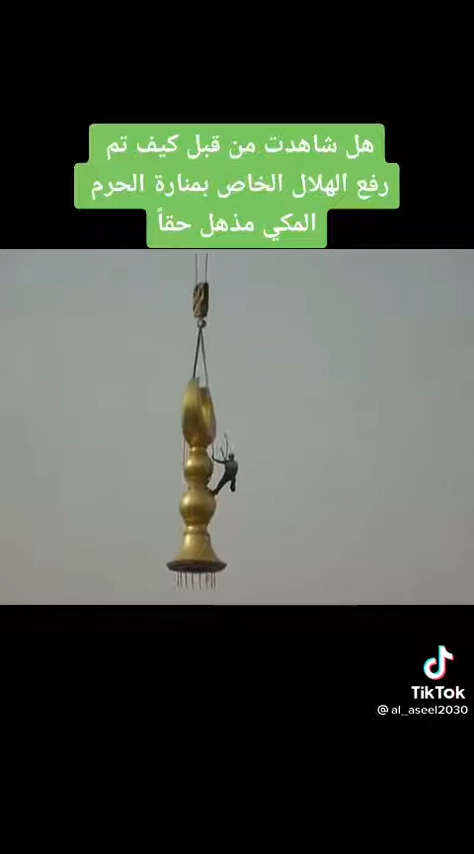 هل شاهدت من قبل كيف تم
رفع الهلال الخاص بمنارة الحرم
المكي مذهل حقاً
TikTok
@al_aseel2030